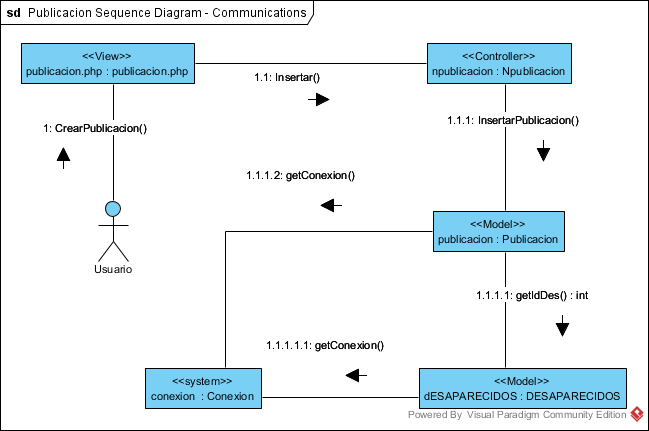 sd Publicacion Sequence Diagram - Communications
<<View>>
publicacion.php : publicacion.php
1.1: Insertar()
<<Controller>>
npublicacion : Npublicacion
1: CrearPublicacion()
1.1.1: InsertarPublicacion()
1.1.1.2: getConexion()
Usuario
<<Model>>
publicacion : Publicacion
1.1.1.1: getIdDes() : int
1.1.1.1.1: getConexion()
<<system>>
conexion : Conexion
<<Model>>
dESAPARECIDOS : DESAPARECIDOS
Powered By Visual Paradigm Community Edition